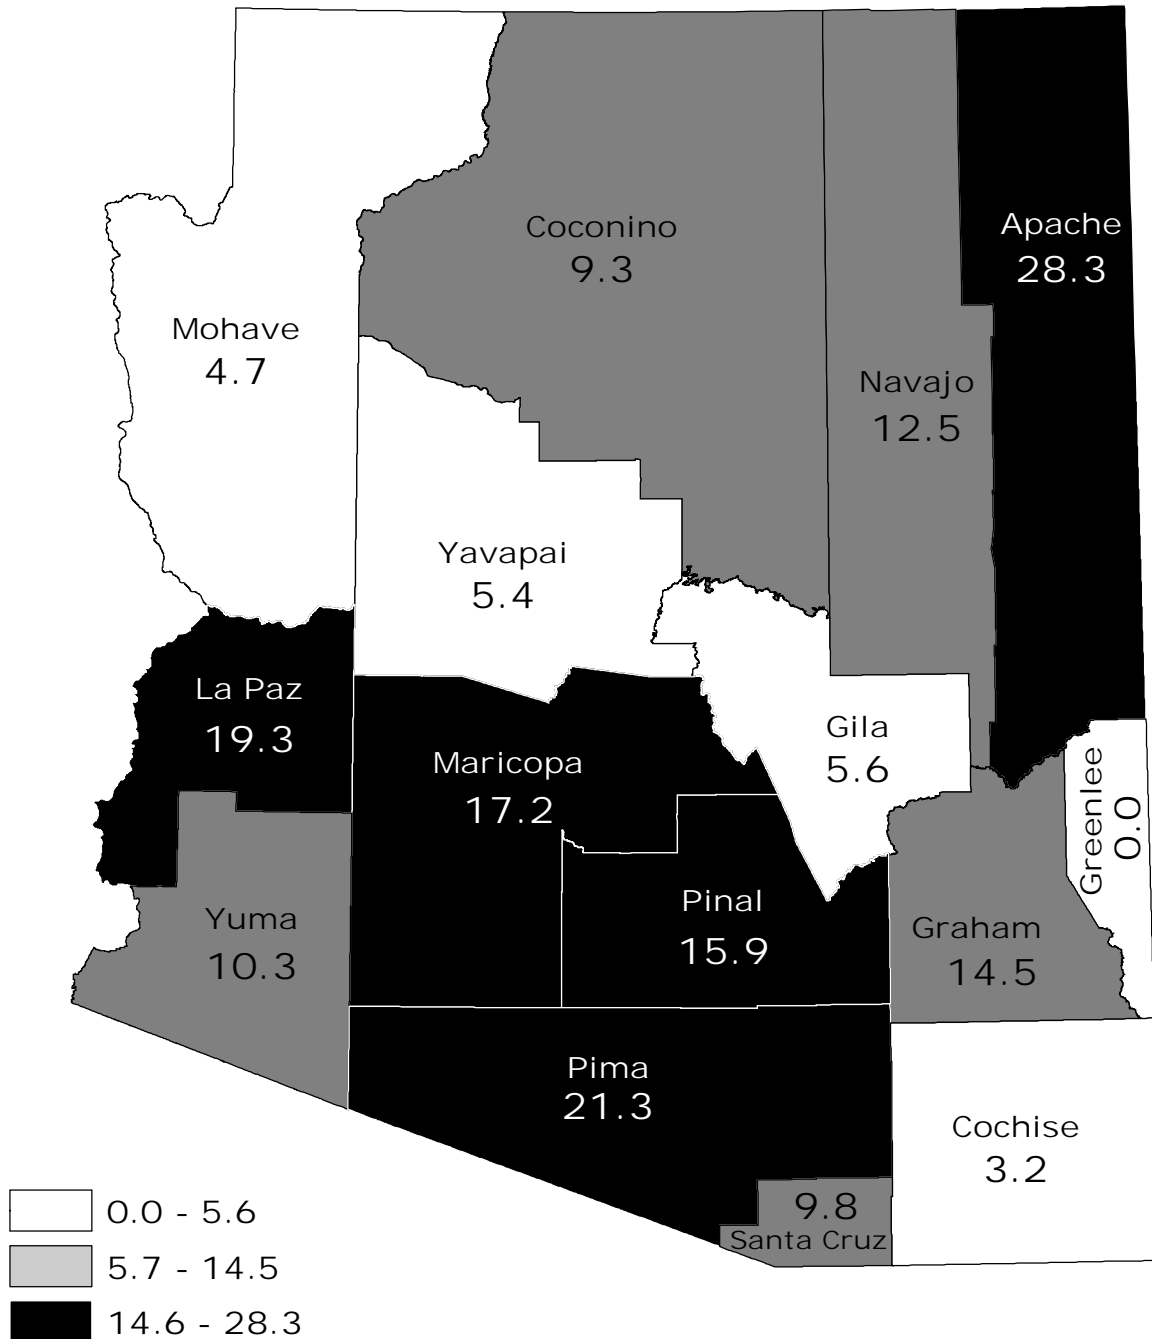 Coconino
9.3
Apache
28.3
Mohave
4.7
Navajo
12.5
Yavapai
5.4
La Paz
19.3
Maricopa
17.2
Gila
5.6
Greenlee
0.0
Yuma
10.3
Pinal
15.9
Graham
14.5
Pima
21.3
Cochise
3.2
9.8
Santa Cruz
0.0 - 5.6
5.7 - 14.5
14.6 - 28.3